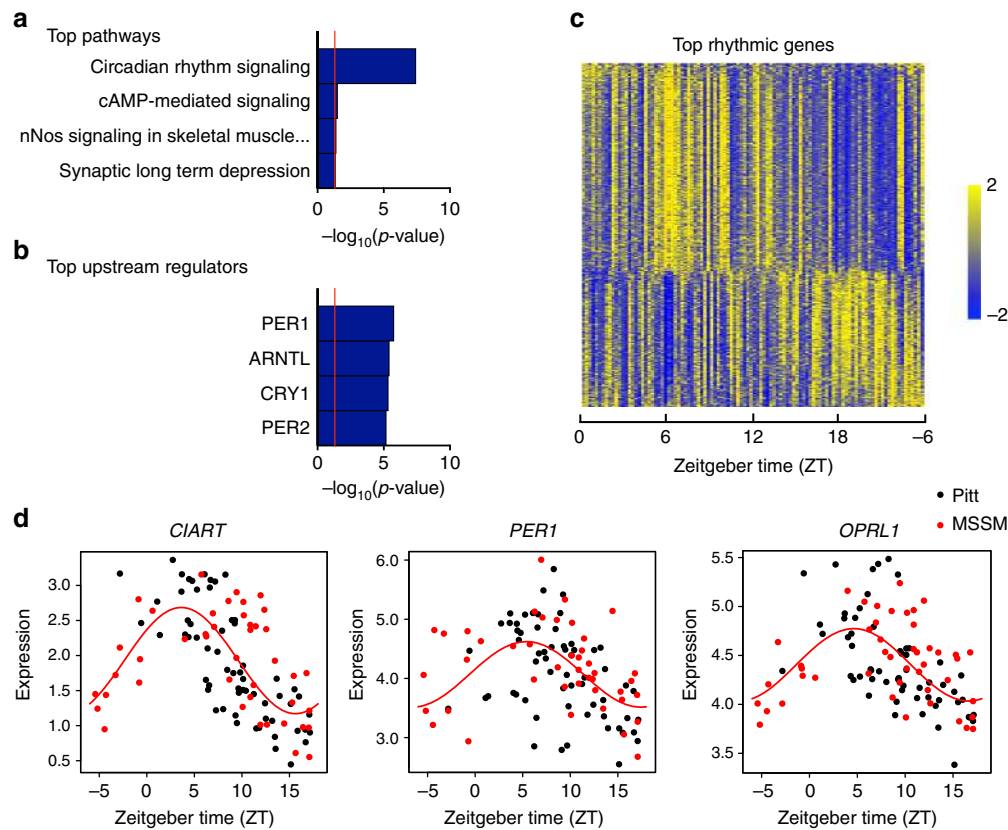 a
Top pathways
Circadian rhythm signaling
cAMP-mediated signaling
nNos signaling in skeletal muscle...
Synaptic long term depression
0 5 10
–log10(p-value)
b
Top upstream regulators
PER1
ARNTL
CRY1
PER2
0 5 10
–log10(p-value)
c
Top rhythmic genes
2
–2
0 6 12 18 –6
Zeitgeber time (ZT)
Pitt
MSSM
d
CIART
Expression
3.0
2.5
2.0
1.5
1.0
0.5
–5 0 5 10 15
Zeitgeber time (ZT)
PER1
Expression
6.0
5.0
4.0
3.0
–5 0 5 10 15
Zeitgeber time (ZT)
OPRL1
Expression
5.5
5.0
4.5
4.0
3.5
–5 0 5 10 15
Zeitgeber time (ZT)